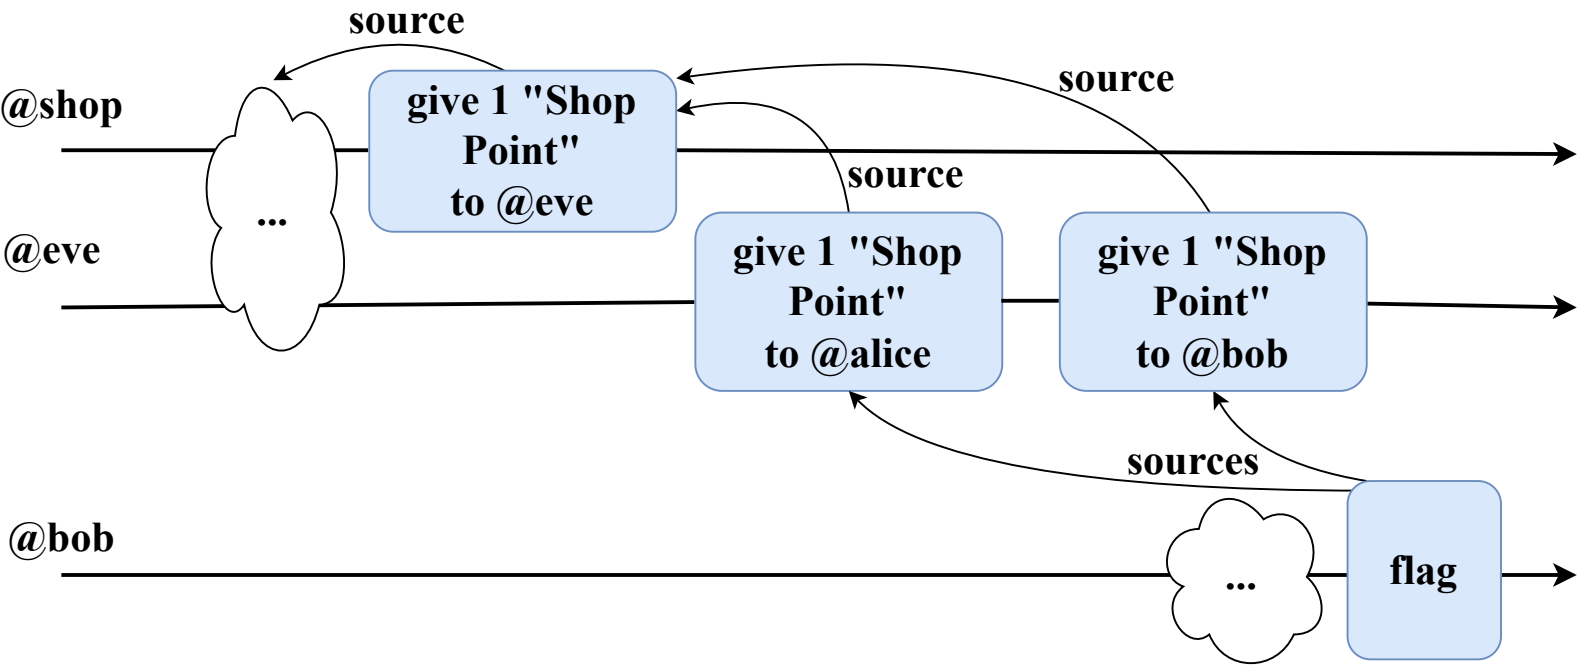 source
@shop
give 1 "Shop
Point"
to @eve
source
source
...
@eve
give 1 "Shop
Point"
to @alice
give 1 "Shop
Point"
to @bob
sources
@bob
...
flag